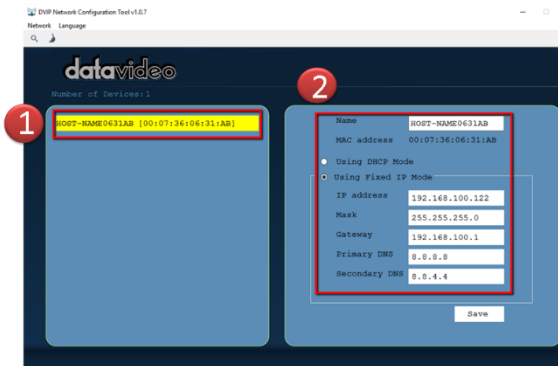 DVIP Network Configuration Tool v1.0.7
Network Language
datavideo
Number of Devices:1
1
HOST-NAME0631AB [00:07:36:06:31:AB]
2
Name HOST-NAME0631AB
MAC address 00:07:36:06:31:AB
Using DHCP Mode
Using Fixed IP Mode
IP address 192.168.100.122
Mask 255.255.255.0
Gateway 192.168.100.1
Primary DNS 8.8.8.8
Secondary DNS 8.8.4.4
Save